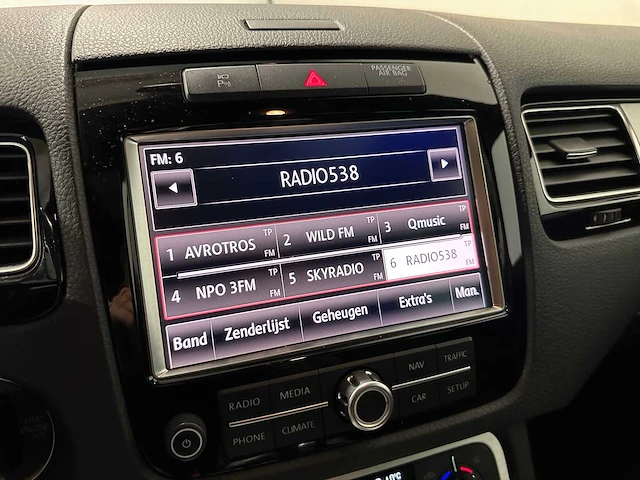 P
PASSENGER
AIR BAG
FM: 6
RADIO538
1 AVROTROS TP FM
2 WILD FM TP FM
3 Qmusic TP FM
4 NPO 3FM TP FM
5 SKYRADIO TP FM
6 RADIO538 TP FM
Band Zenderlijst Geheugen Extra's Man.
RADIO MEDIA NAV TRAFFIC
PHONE CLIMATE CAR SETUP